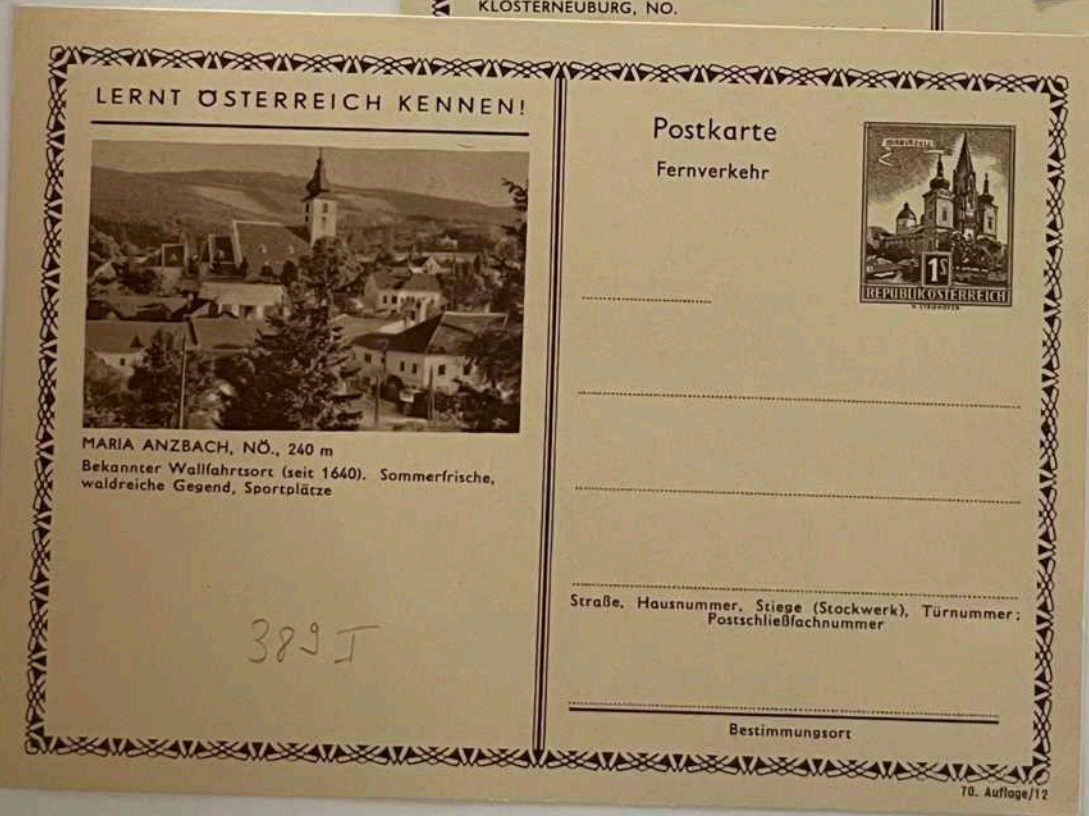 KLOSTERNEUBURG, NÖ.
LERNT ÖSTERREICH KENNEN!
MARIA ANZBACH, NÖ., 240 m
Bekannter Wallfahrtsort (seit 1640). Sommerfrische,
waldreiche Gegend, Sportplätze
389 I
Postkarte
Fernverkehr
MARIAZELL
1S
REPUBLIK ÖSTERREICH
Straße, Hausnummer, Stiege (Stockwerk), Türnummer;
Postschließfachnummer
Bestimmungsort
70. Auflage/12